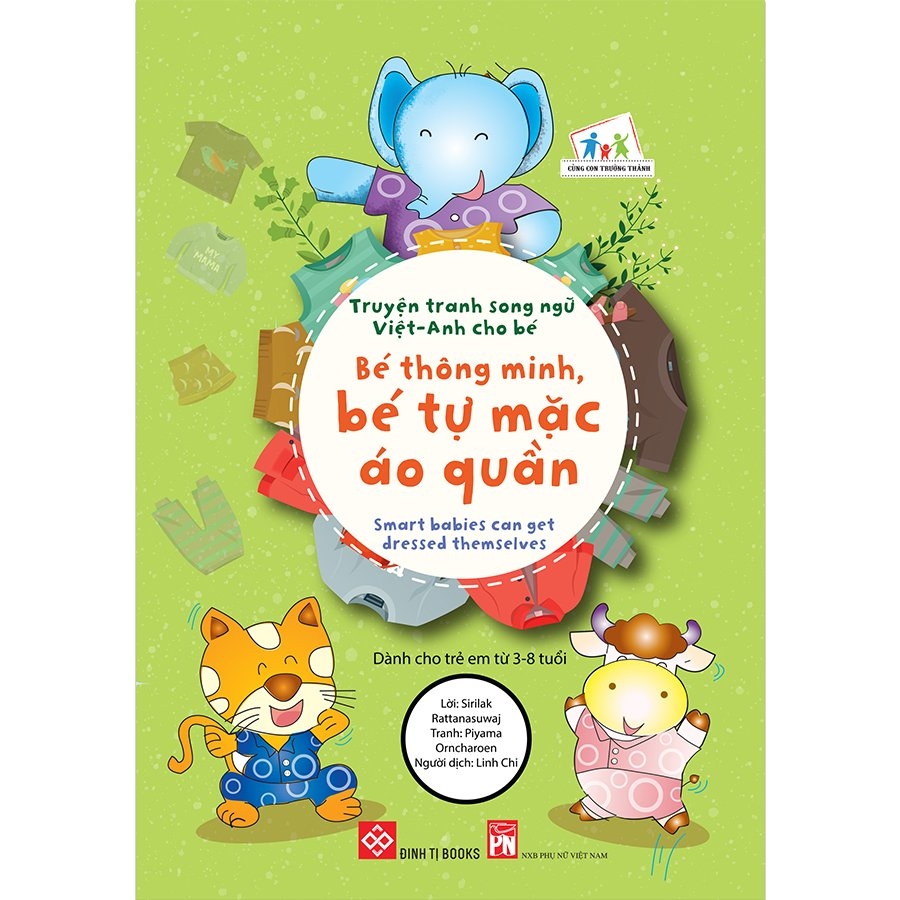 CÙNG CON TRƯỞNG THÀNH
MY
MAMA
Truyện tranh song ngữ
Việt-Anh cho bé
Bé thông minh,
bé tự mặc
áo quần
Smart babies can get
dressed themselves
Dành cho trẻ em từ 3-8 tuổi
Lời: Sirilak
Rattanasuwaj
Tranh: Piyama
Orncharoen
Người dịch: Linh Chi
ĐINH TỊ BOOKS
PN
NXB PHỤ NỮ VIỆT NAM